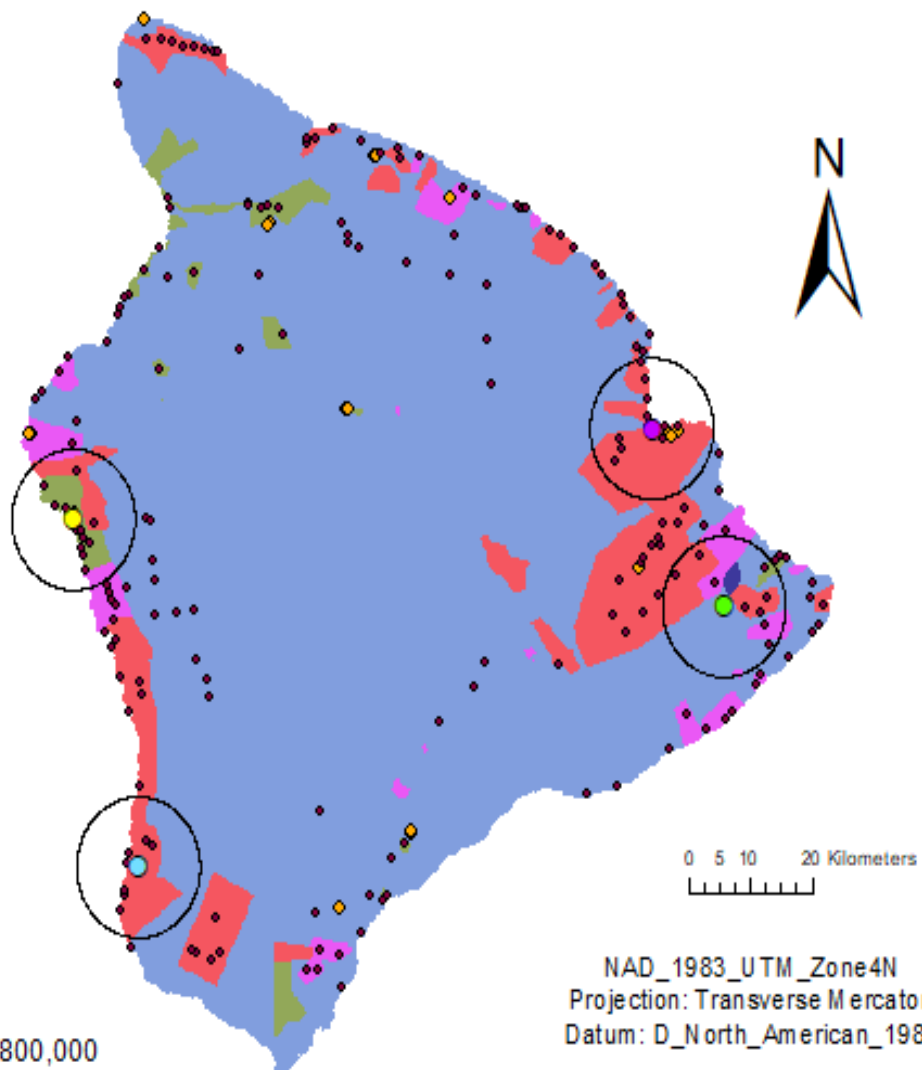 N
0 5 10 20 Kilometers
NAD_1983_UTM_Zone4N
Projection: Transverse Mercator
Datum: D_North_American_198
800,000